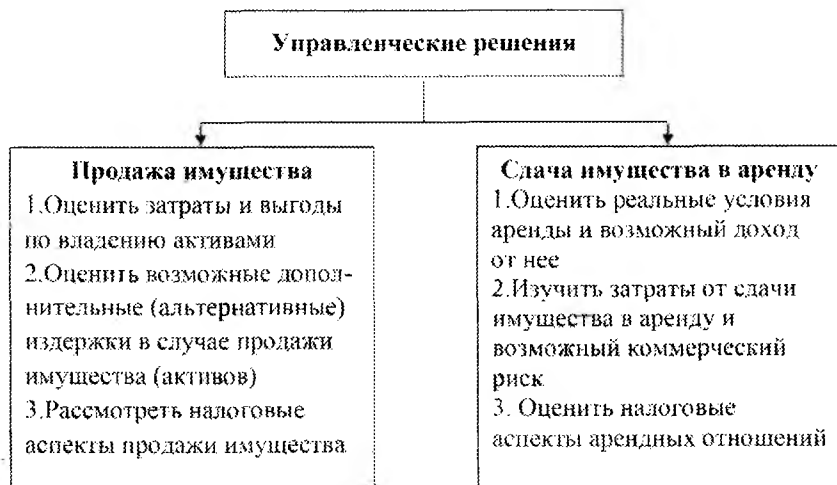 Управленческие решения
Продажа имущества
1.Оценить затраты и выгоды
по владению активами
2.Оценить возможные допол-
нительные (альтернативные)
издержки в случае продажи
имущества (активов)
3.Рассмотреть налоговые
аспекты продажи имущества
Сдача имущества в аренду
1.Оценить реальные условия
аренды и возможный доход
от нее
2.Изучить затраты от сдачи
имущества в аренду и
возможный коммерческий
риск
3. Оценить налоговые
аспекты арендных отношений